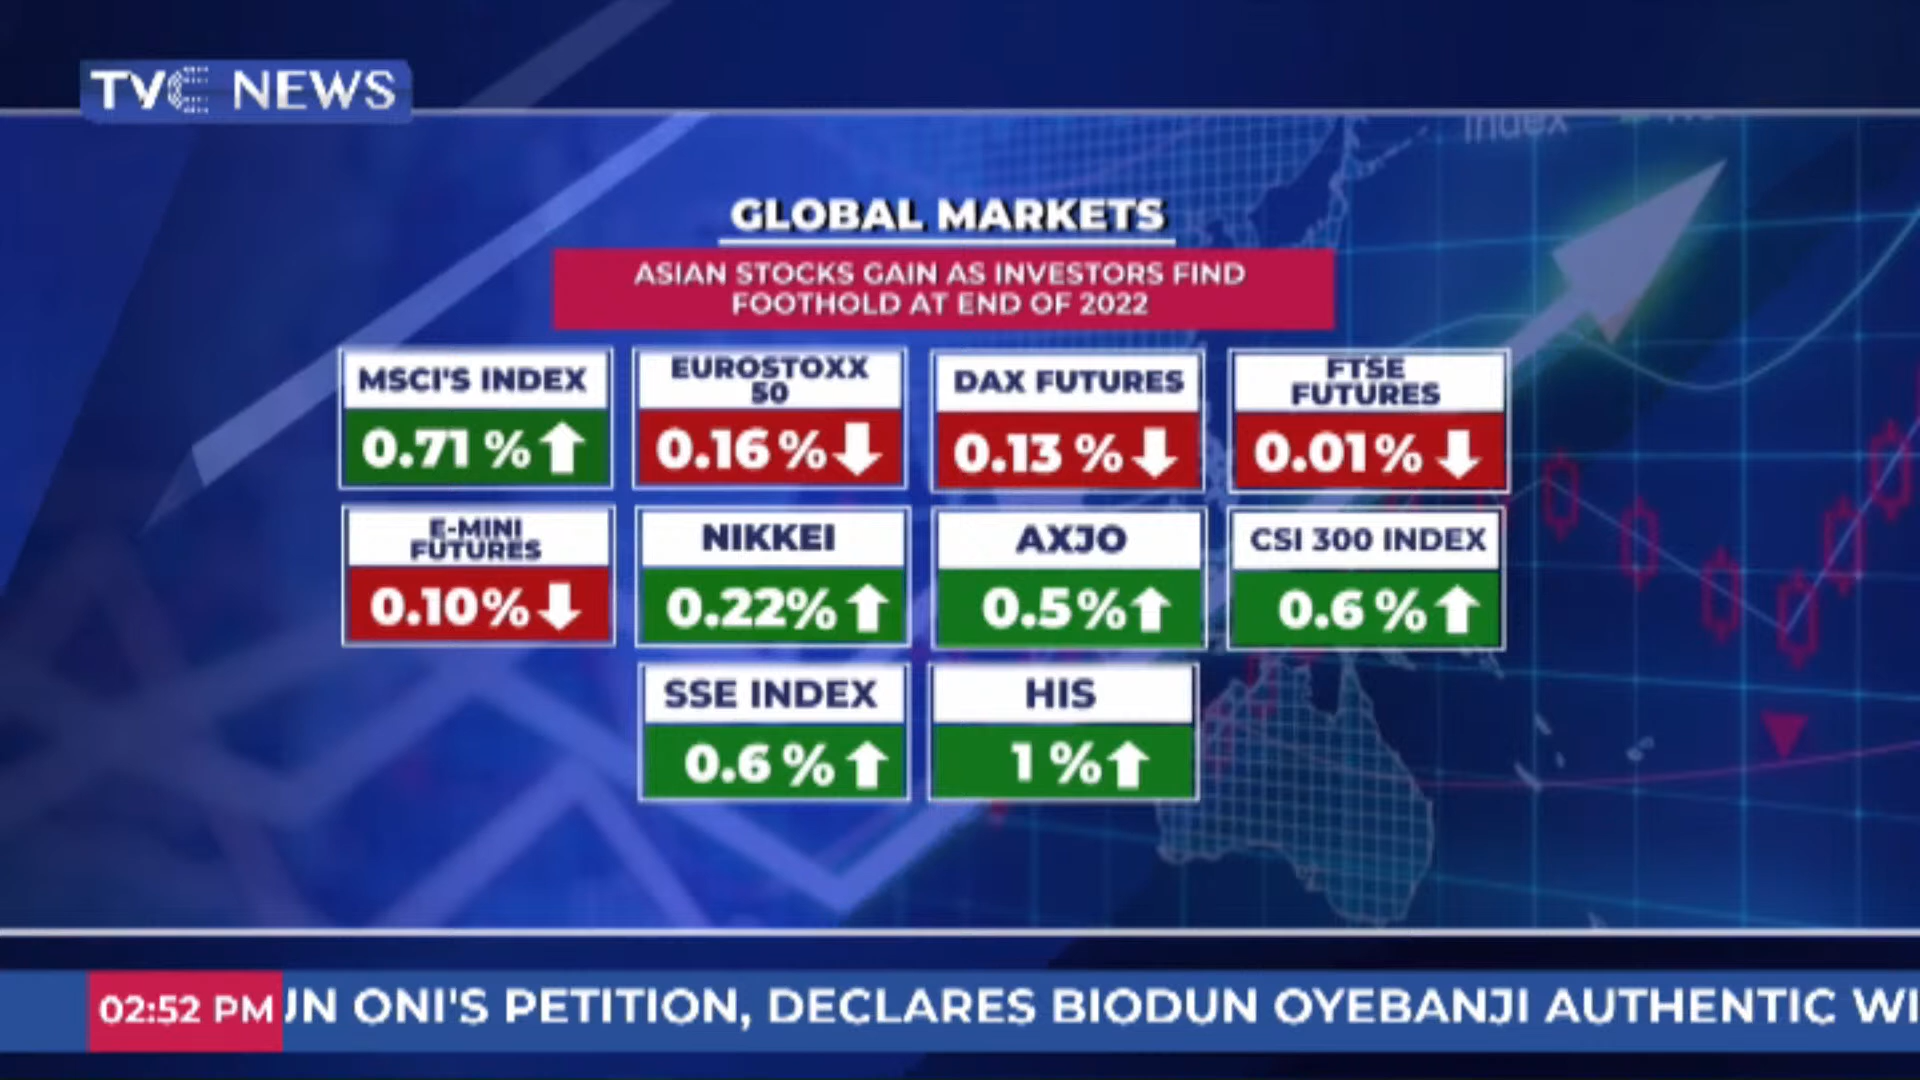 TVC NEWS
Index
GLOBAL MARKETS
ASIAN STOCKS GAIN AS INVESTORS FIND
FOOTHOLD AT END OF 2022
MSCI'S INDEX
0.71 %
EUROSTOXX
50
0.16 %
DAX FUTURES
0.13 %
FTSE
FUTURES
0.01 %
E-MINI
FUTURES
0.10%
NIKKEI
0.22%
AXJO
0.5%
CSI 300 INDEX
0.6 %
SSE INDEX
0.6 %
HIS
1 %
02:52 PM
UN ONI'S PETITION, DECLARES BIODUN OYEBANJI AUTHENTIC WI